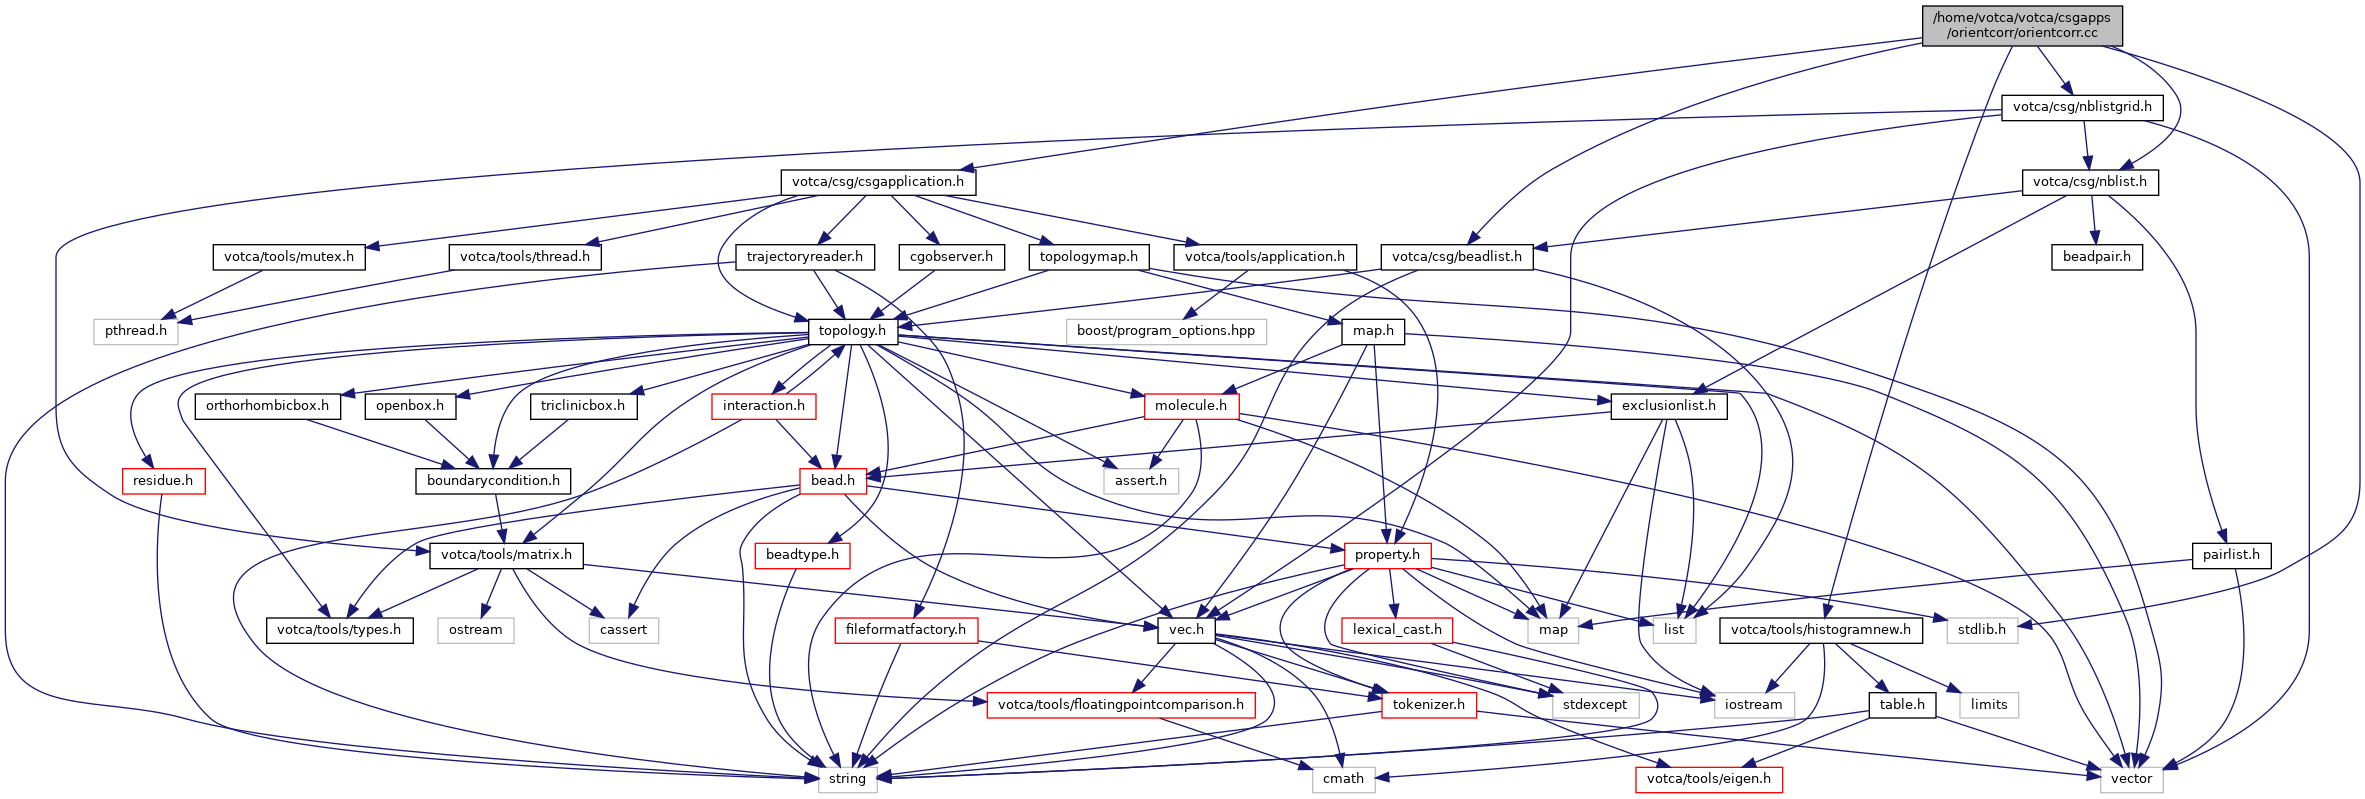 /home/votca/votca/csgapps
/orientcorr/orientcorr.cc
votca/csg/nblistgrid.h
votca/csg/csgapplication.h
votca/csg/nblist.h
votca/tools/mutex.h
votca/tools/thread.h
trajectoryreader.h
cgobserver.h
topologymap.h
votca/tools/application.h
votca/csg/beadlist.h
beadpair.h
pthread.h
topology.h
boost/program_options.hpp
map.h
orthorhombicbox.h
openbox.h
triclinicbox.h
interaction.h
molecule.h
exclusionlist.h
residue.h
boundarycondition.h
bead.h
assert.h
votca/tools/matrix.h
beadtype.h
property.h
pairlist.h
votca/tools/types.h
ostream
cassert
fileformatfactory.h
vec.h
lexical_cast.h
map
list
votca/tools/histogramnew.h
stdlib.h
votca/tools/floatingpointcomparison.h
tokenizer.h
stdexcept
iostream
table.h
limits
string
cmath
votca/tools/eigen.h
vector